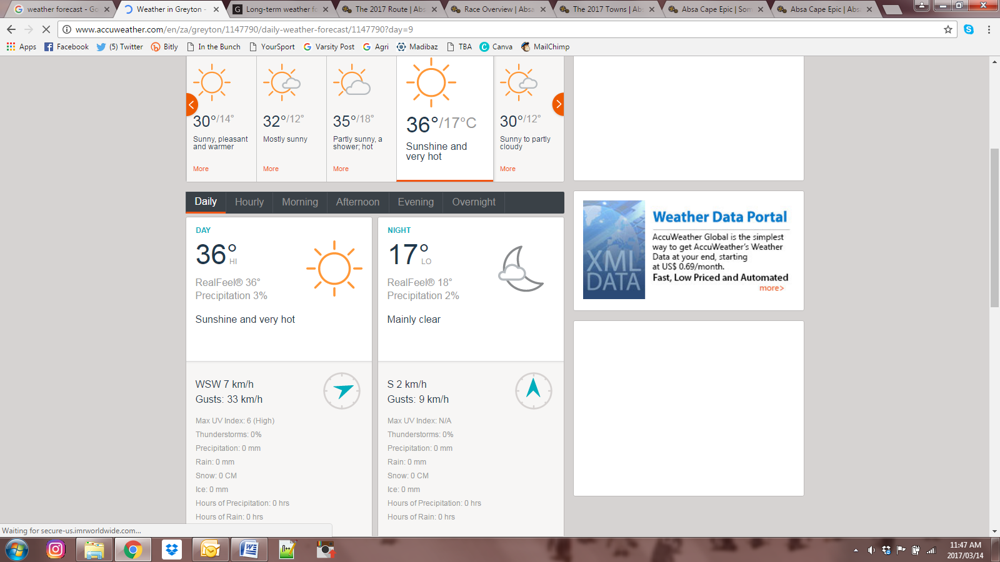 weather forecast - Go
Weather in Greyton -
Long-term weather fo
The 2017 Route | Abs
Race Overview | Absa
The 2017 Towns | Abs
Absa Cape Epic | Som
Absa Cape Epic | Absa
www.accuweather.com/en/za/greyton/1147790/daily-weather-forecast/1147790?day=9
Apps Facebook (5) Twitter Bitly In the Bunch YourSport Varsity Post Agri Madibaz TBA Canva MailChimp
30°/14°
Sunny, pleasant
and warmer
More
32°/12°
Mostly sunny
More
35°/18°
Partly sunny, a
shower; hot
More
36°/17°C
Sunshine and
very hot
30°/12°
Sunny to partly
cloudy
More
Daily Hourly Morning Afternoon Evening Overnight
DAY
36° HI
RealFeel® 36°
Precipitation 3%
Sunshine and very hot
WSW 7 km/h
Gusts: 33 km/h
Max UV Index: 6 (High)
Thunderstorms: 0%
Precipitation: 0 mm
Rain: 0 mm
Snow: 0 CM
Ice: 0 mm
Hours of Precipitation: 0 hrs
Hours of Rain: 0 hrs
NIGHT
17° LO
RealFeel® 18°
Precipitation 2%
Mainly clear
S 2 km/h
Gusts: 9 km/h
Max UV Index: N/A
Thunderstorms: 0%
Precipitation: 0 mm
Rain: 0 mm
Snow: 0 CM
Ice: 0 mm
Hours of Precipitation: 0 hrs
Hours of Rain: 0 hrs
XML
DATA
Weather Data Portal
AccuWeather Global is the simplest
way to get AccuWeather's Weather
Data at your end, starting
at US$ 0.69/month.
Fast, Low Priced and Automated
more>
Waiting for secure-us.imrworldwide.com...
11:47 AM
2017/03/14